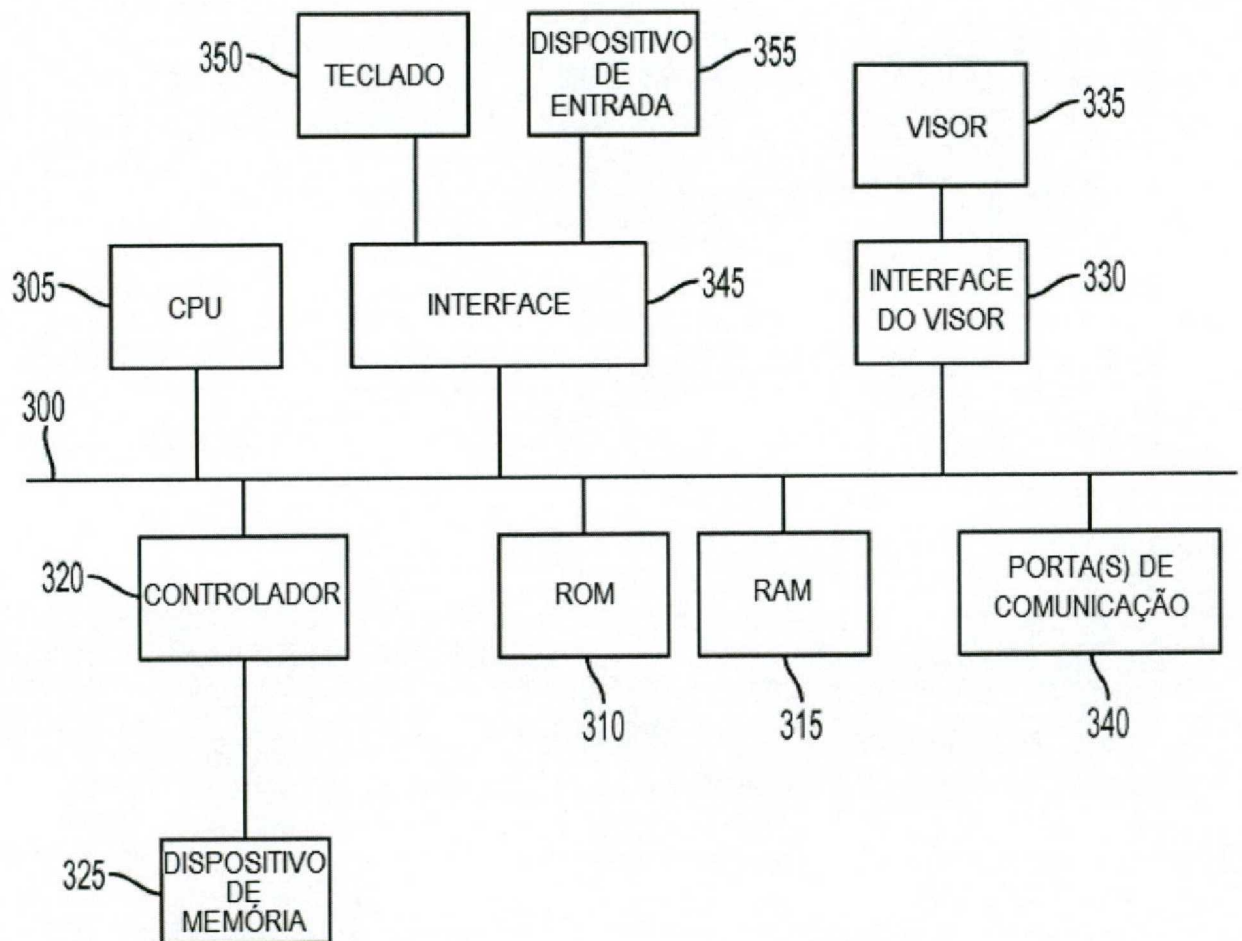 350
TECLADO
DISPOSITIVO
DE
ENTRADA
355
VISOR
335
305
CPU
INTERFACE
345
INTERFACE
DO VISOR
330
300
320
CONTROLADOR
ROM
310
RAM
315
PORTA(S) DE
COMUNICAÇÃO
340
325
DISPOSITIVO
DE
MEMÓRIA